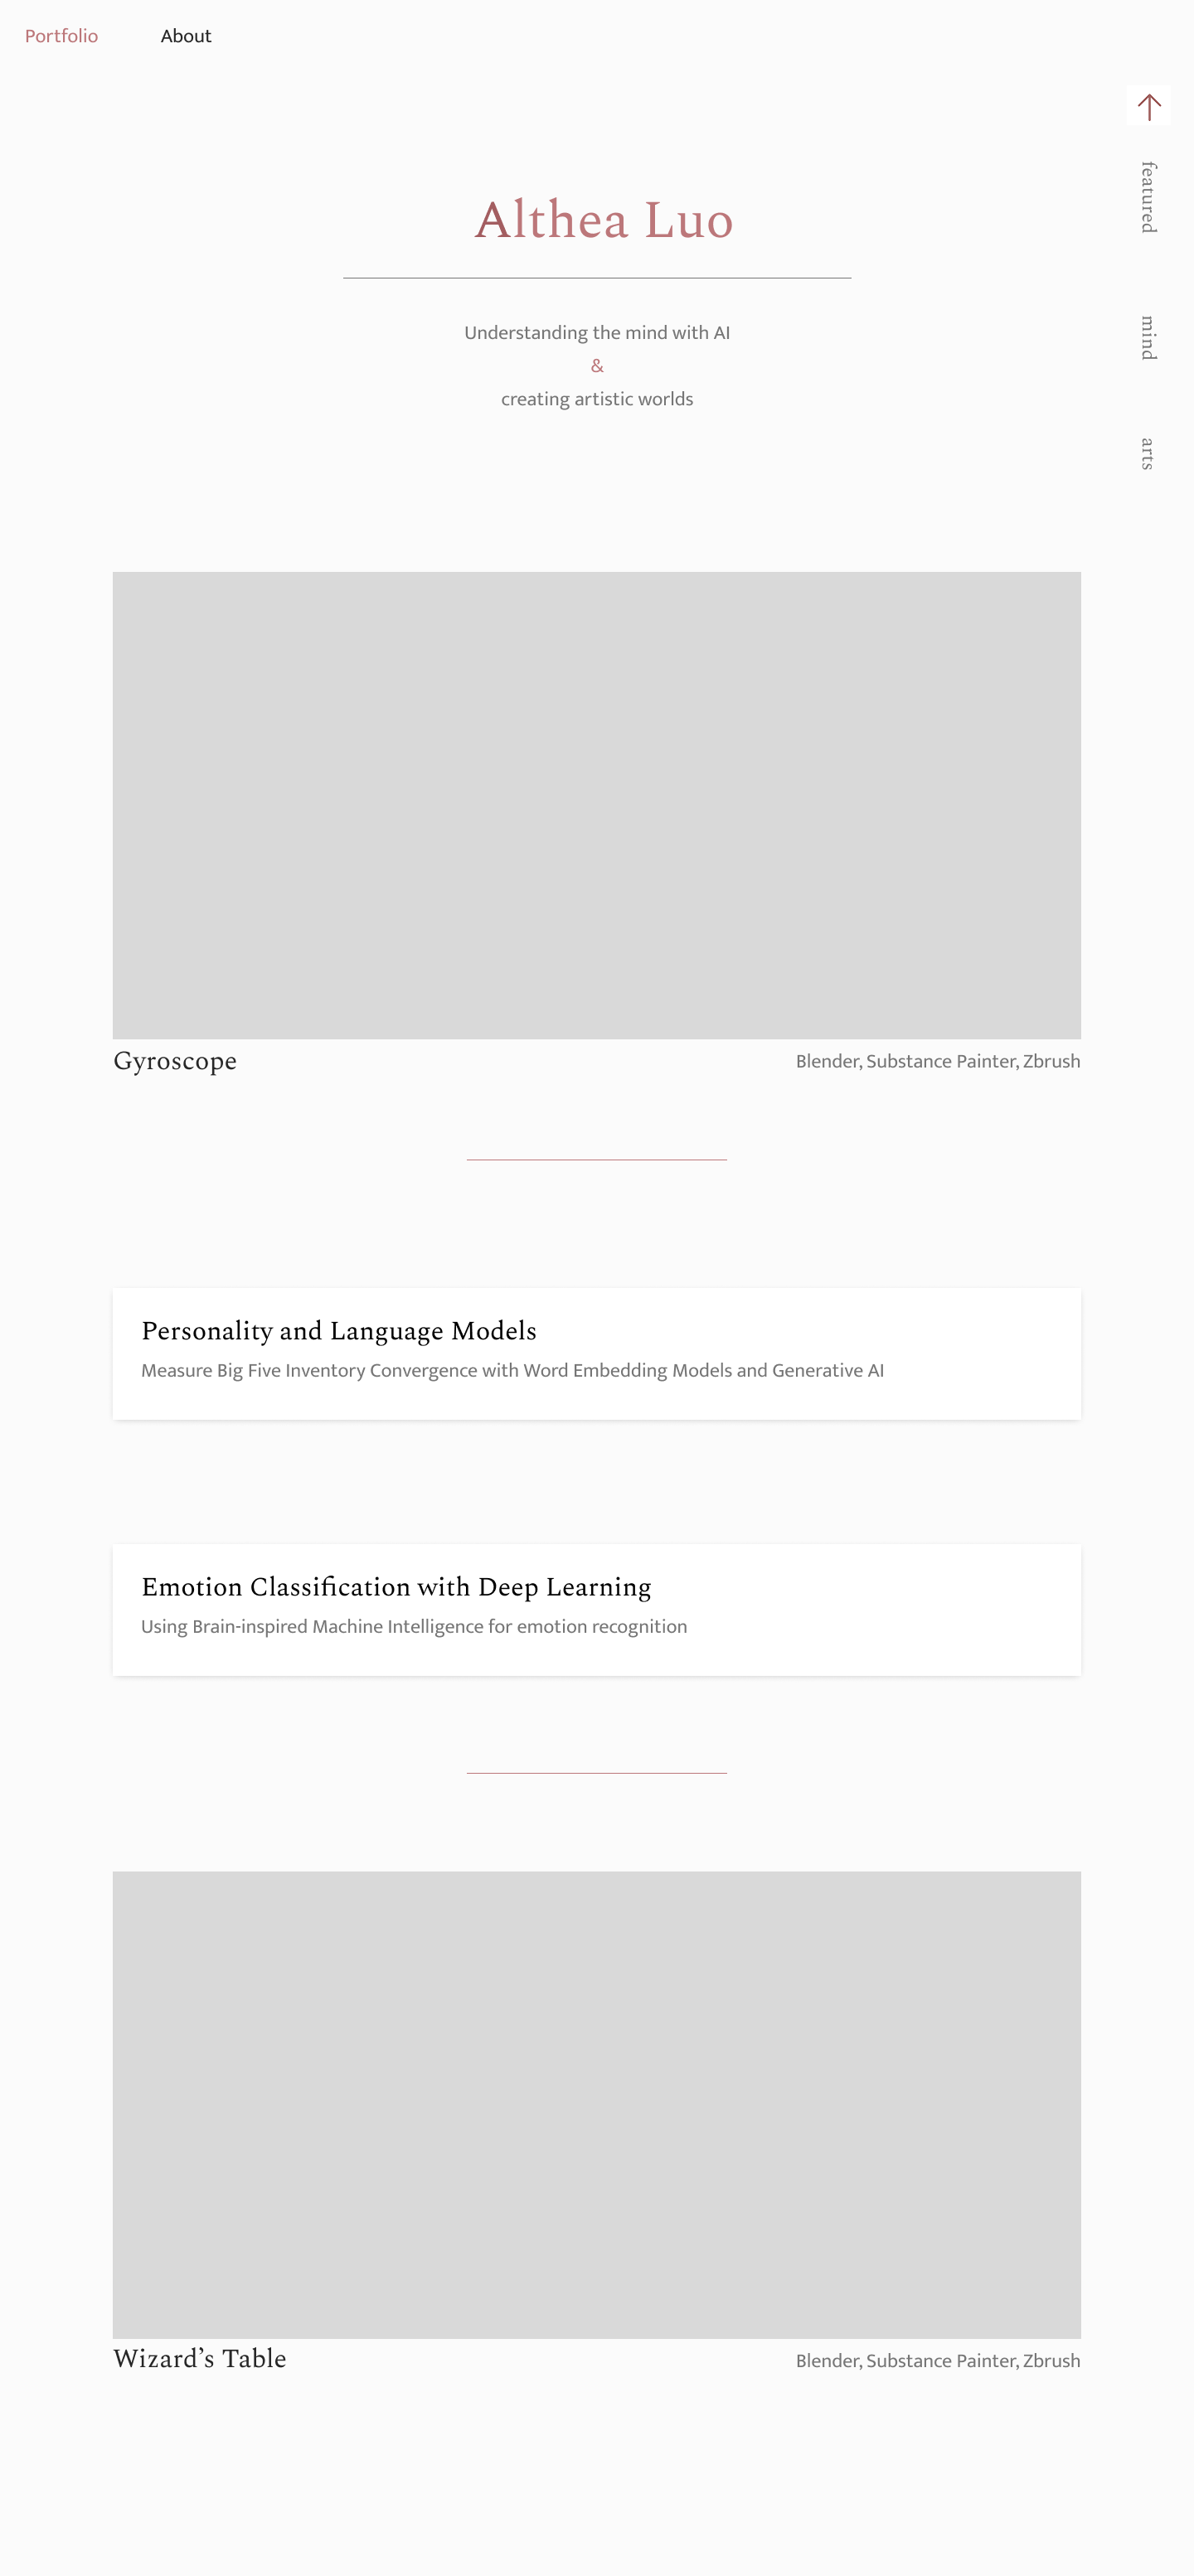 Portfolio
About
featured
mind
arts
Althea Luo
Understanding the mind with AI
&
creating artistic worlds
Gyroscope
Blender, Substance Painter, Zbrush
Personality and Language Models
Measure Big Five Inventory Convergence with Word Embedding Models and Generative AI
Emotion Classification with Deep Learning
Using Brain-inspired Machine Intelligence for emotion recognition
Wizard’s Table
Blender, Substance Painter, Zbrush